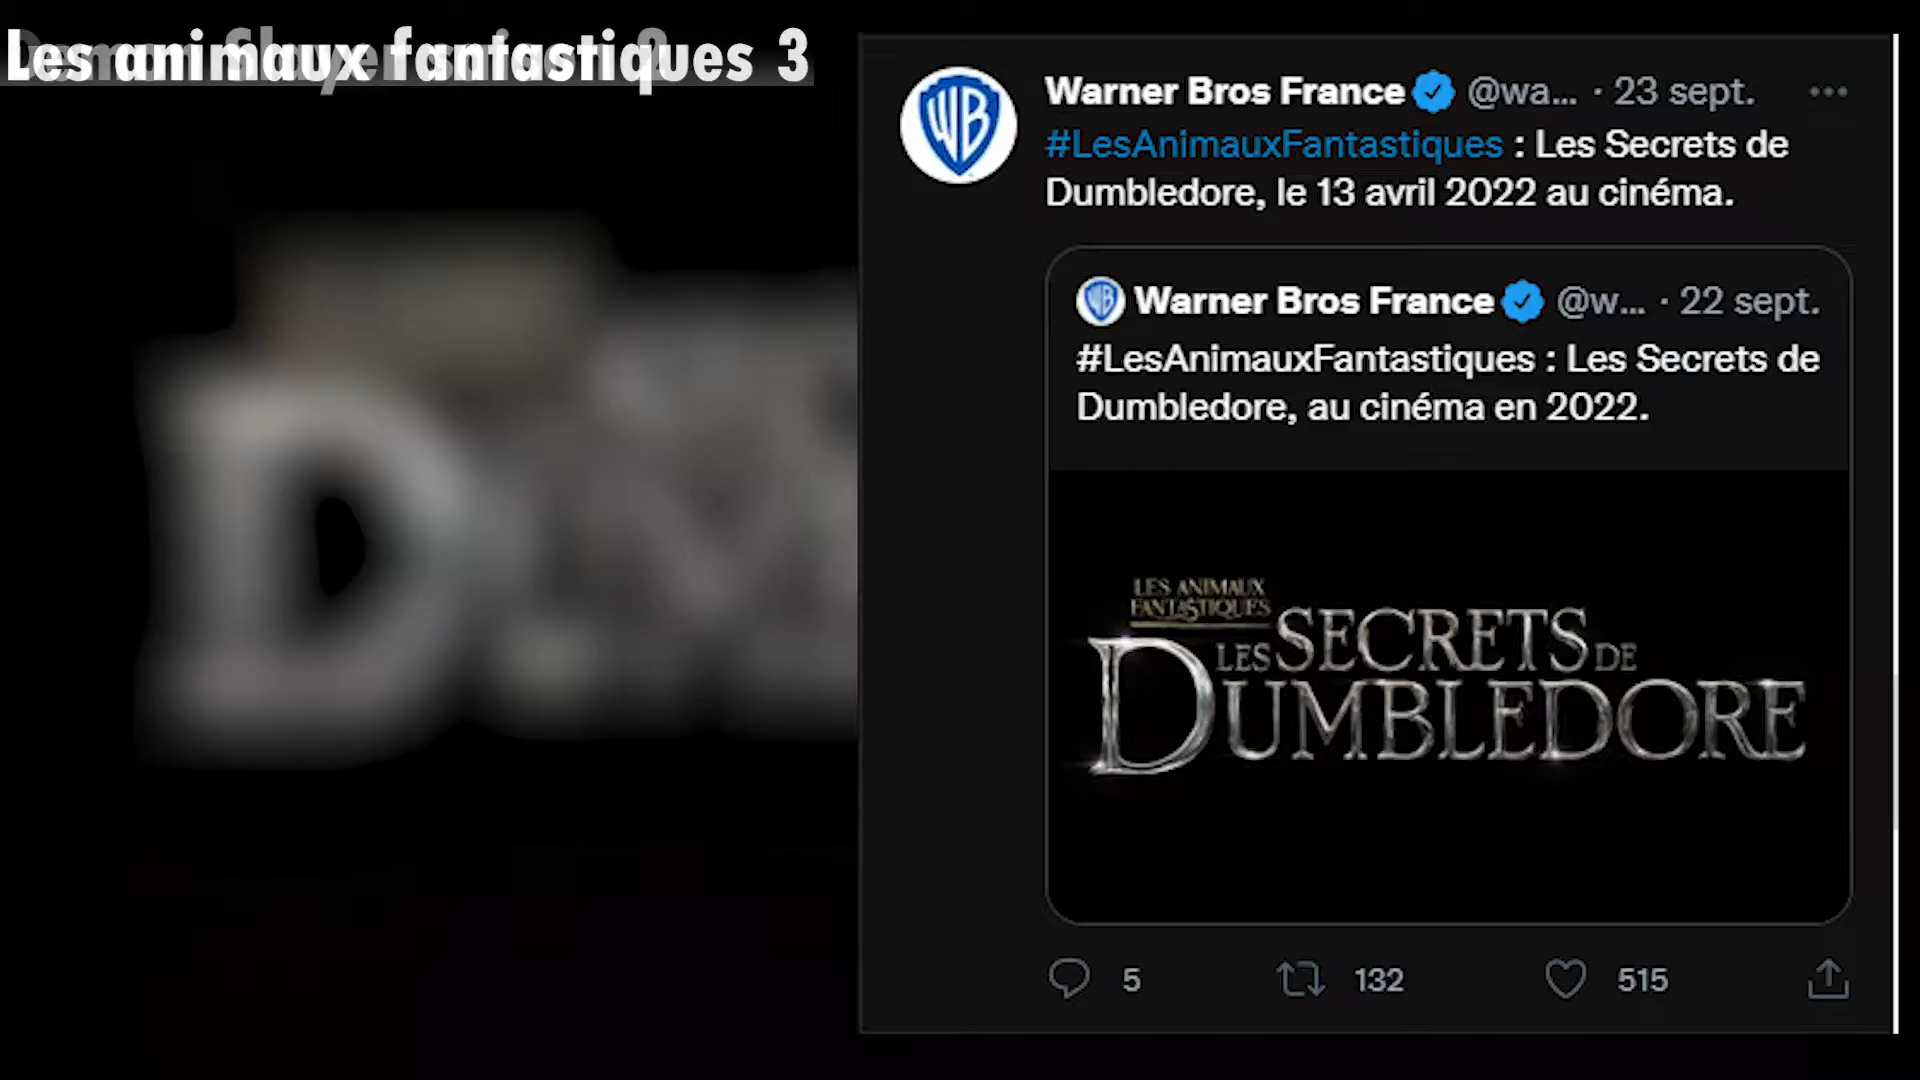 Les animaux fantastiques 3
Warner Bros France @wa... · 23 sept.
#LesAnimauxFantastiques : Les Secrets de
Dumbledore, le 13 avril 2022 au cinéma.
Warner Bros France @w... · 22 sept.
#LesAnimauxFantastiques : Les Secrets de
Dumbledore, au cinéma en 2022.
LES ANIMAUX
FANTASTIQUES
LES SECRETS DE
DUMBLEDORE
5 132 515